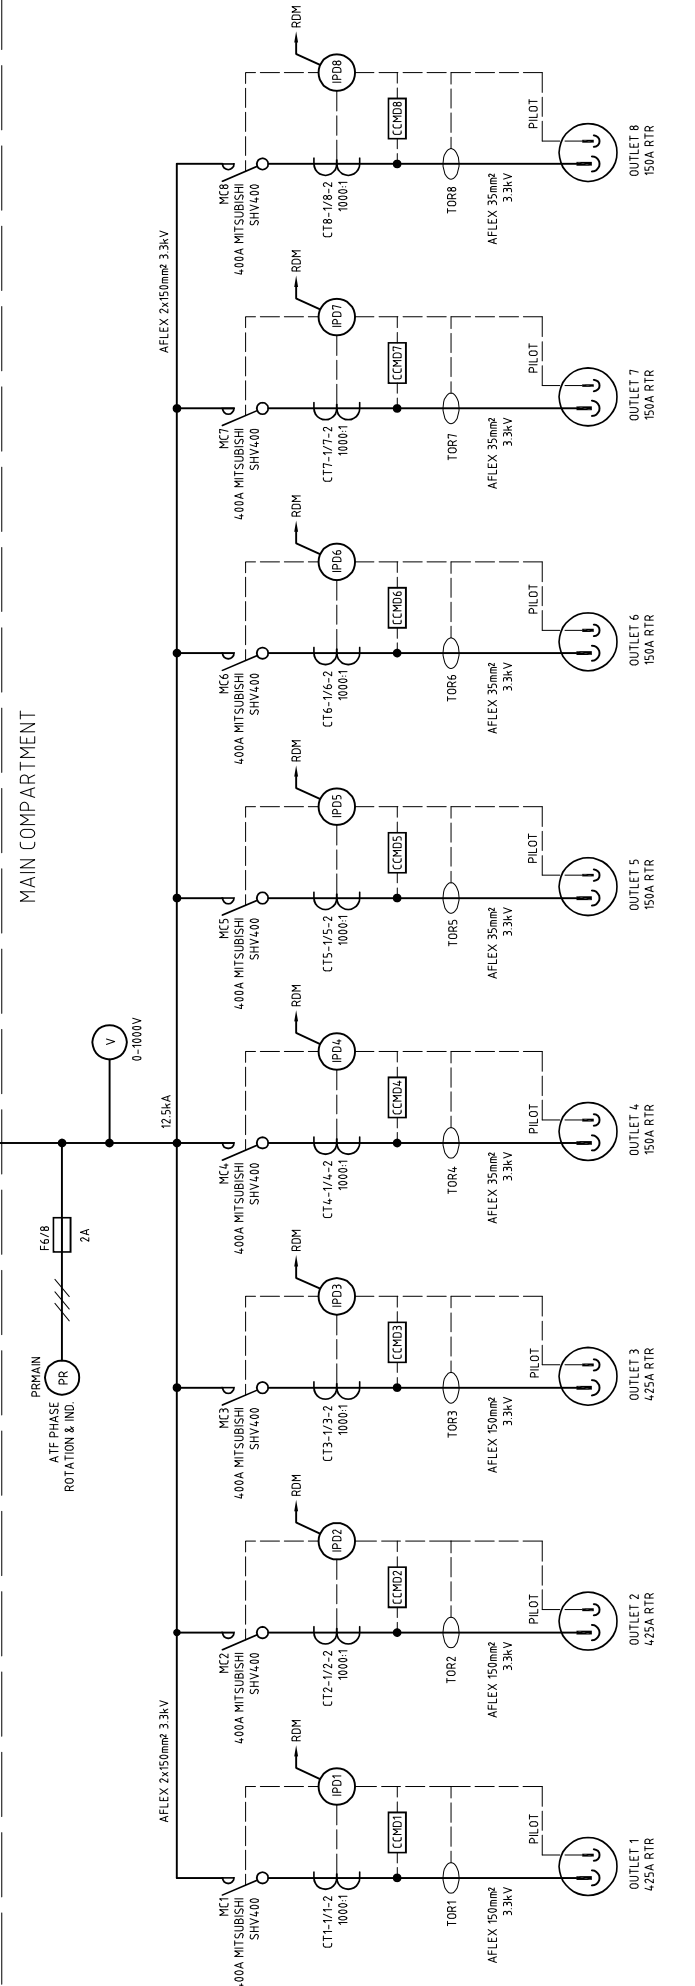 MAIN COMPARTMENT
PRMAIN
PR
ATF PHASE
ROTATION & IND.
F6/8
2A
V
0-1000V
12.5kA
AFLEX 2x150mm² 3.3kV
AFLEX 2x150mm² 3.3kV
MC1
400A MITSUBISHI
SHV400
RDM
IPD1
CT1-1/1-2
1000:1
CCMD1
TOR1
AFLEX 150mm²
3.3kV
PILOT
OUTLET 1
425A RTR
MC2
400A MITSUBISHI
SHV400
RDM
IPD2
CT2-1/2-2
1000:1
CCMD2
TOR2
AFLEX 150mm²
3.3kV
PILOT
OUTLET 2
425A RTR
MC3
400A MITSUBISHI
SHV400
RDM
IPD3
CT3-1/3-2
1000:1
CCMD3
TOR3
AFLEX 150mm²
3.3kV
PILOT
OUTLET 3
425A RTR
MC4
400A MITSUBISHI
SHV400
RDM
IPD4
CT4-1/4-2
1000:1
CCMD4
TOR4
AFLEX 35mm²
3.3kV
PILOT
OUTLET 4
150A RTR
MC5
400A MITSUBISHI
SHV400
RDM
IPD5
CT5-1/5-2
1000:1
CCMD5
TOR5
AFLEX 35mm²
3.3kV
PILOT
OUTLET 5
150A RTR
MC6
400A MITSUBISHI
SHV400
RDM
IPD6
CT6-1/6-2
1000:1
CCMD6
TOR6
AFLEX 35mm²
3.3kV
PILOT
OUTLET 6
150A RTR
MC7
400A MITSUBISHI
SHV400
RDM
IPD7
CT7-1/7-2
1000:1
CCMD7
TOR7
AFLEX 35mm²
3.3kV
PILOT
OUTLET 7
150A RTR
MC8
400A MITSUBISHI
SHV400
RDM
IPD8
CT8-1/8-2
1000:1
CCMD8
TOR8
AFLEX 35mm²
3.3kV
PILOT
OUTLET 8
150A RTR